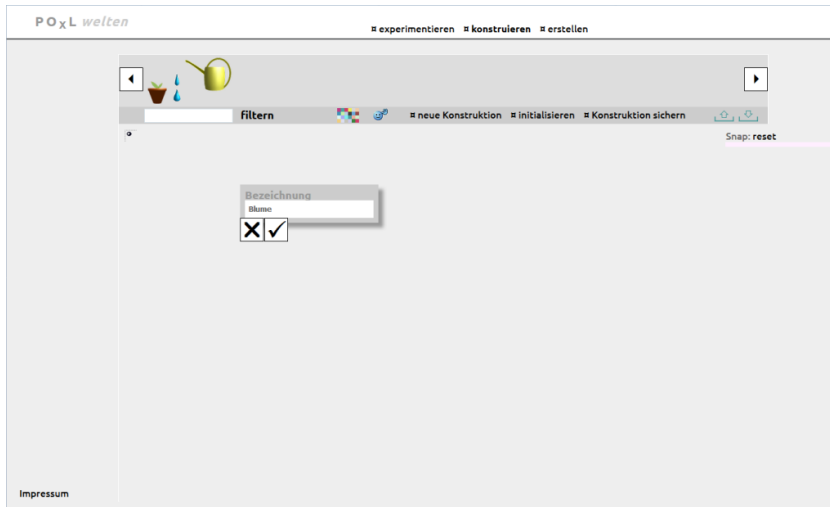 POXL welten
¤ experimentieren ¤ konstruieren ¤ erstellen
filtern ¤ neue Konstruktion ¤ initialisieren ¤ Konstruktion sichern
Snap: reset
Bezeichnung
Blume
Impressum